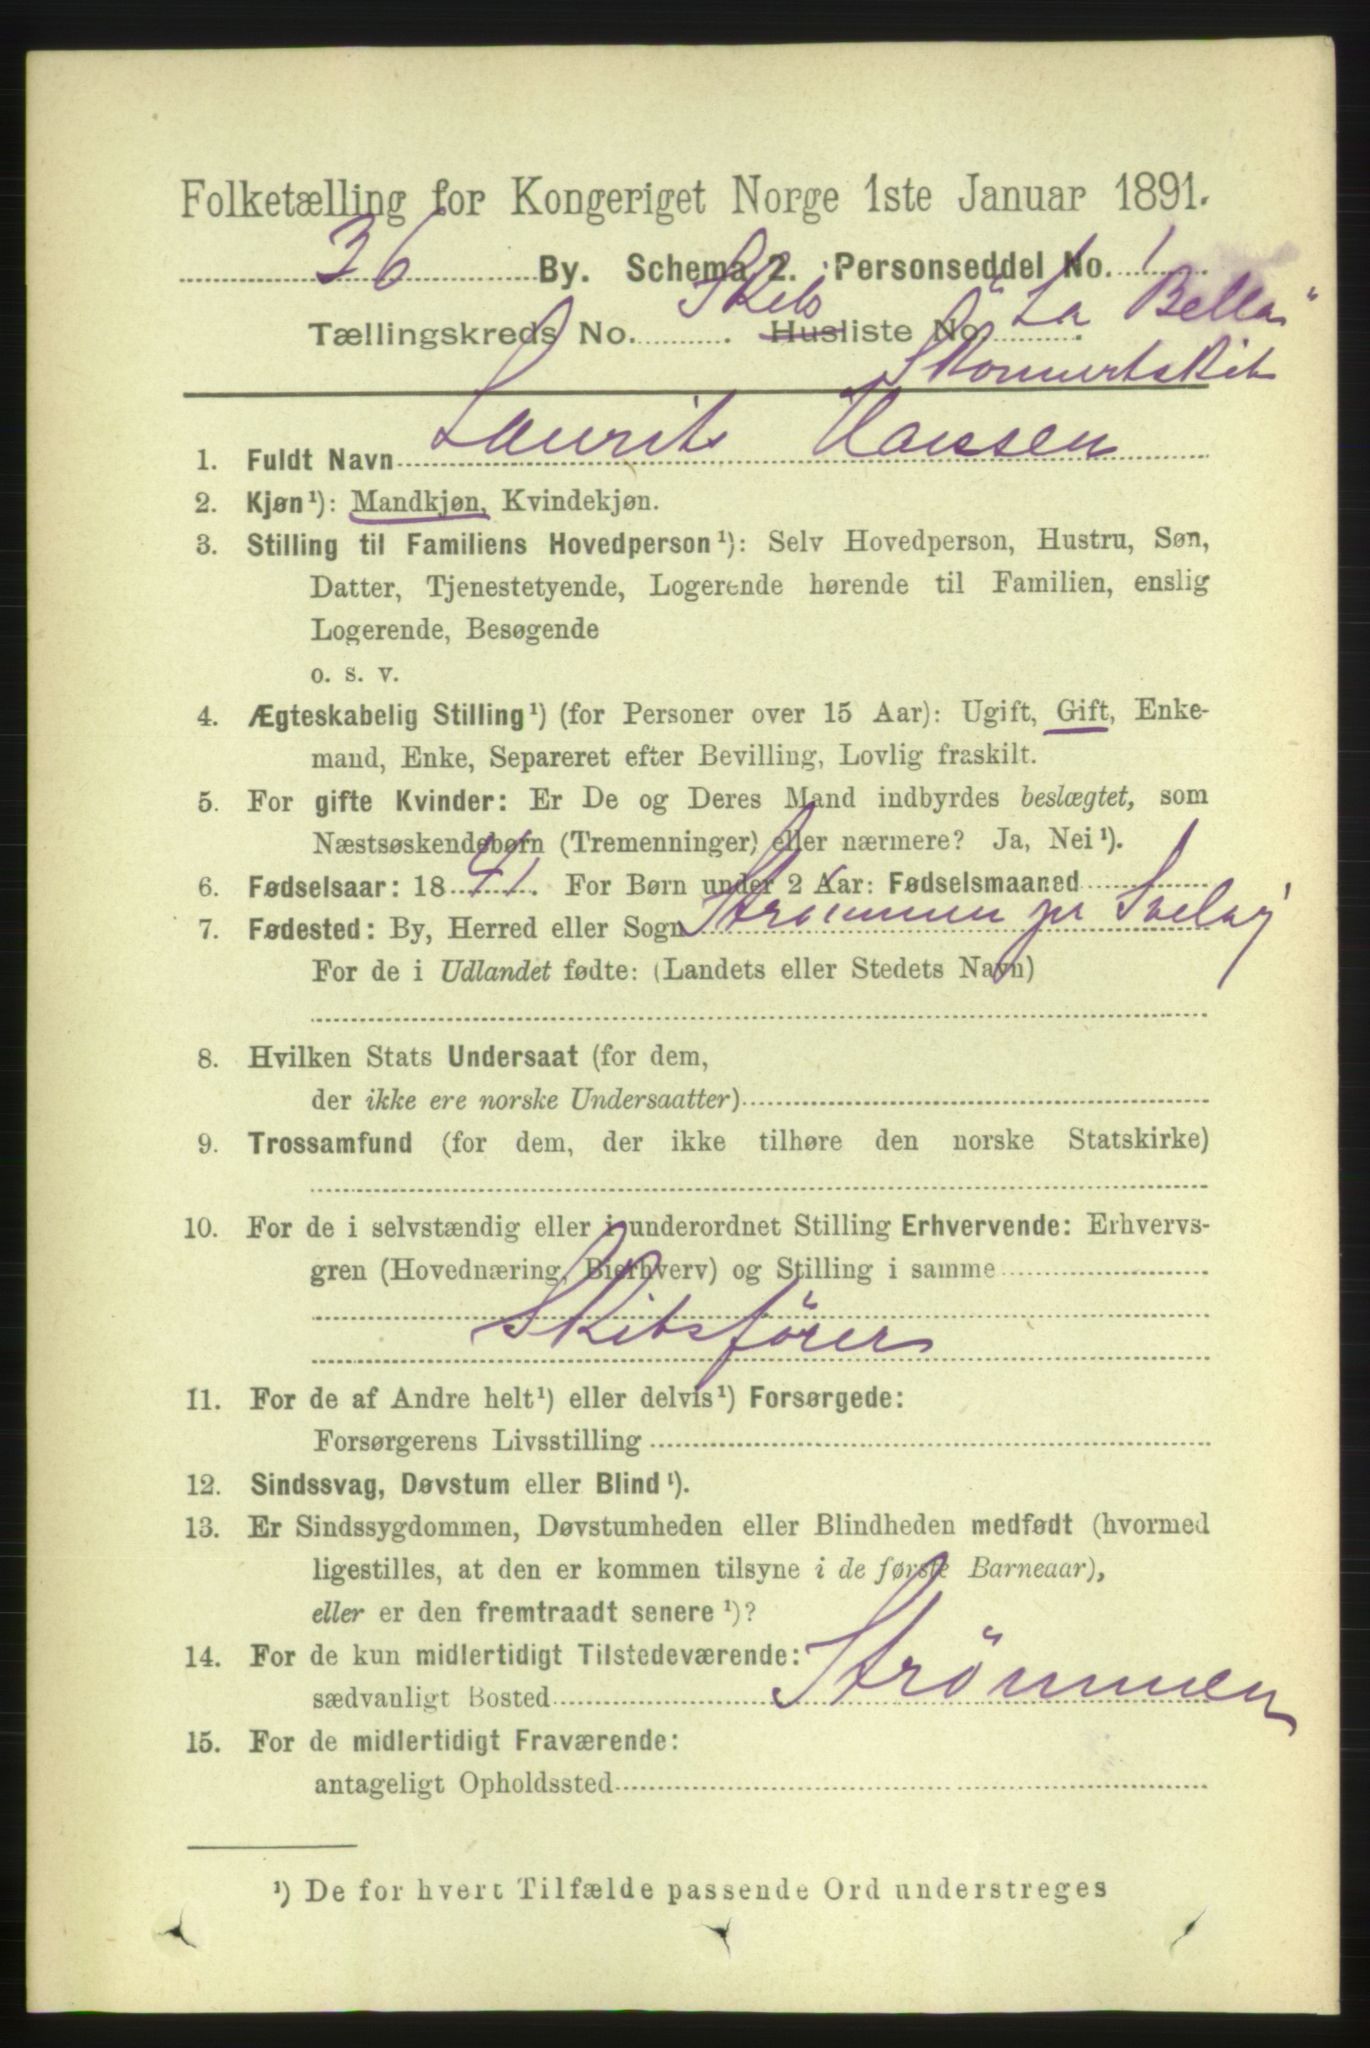 Folketælling for Kongeriget Norge 1ste Januar 1891.
36 By. Schema 2. Personseddel No. 1
Tællingskreds No. Skibs Husliste No. "La Bella"
Skonnertskib
1. Fuldt Navn Laurits Hansen
2. Kjøn¹): Mandkjøn, Kvindekjøn.
3. Stilling til Familiens Hovedperson¹): Selv Hovedperson, Hustru, Søn,
Datter, Tjenestetyende, Logerende hørende til Familien, enslig
Logerende, Besøgende
o. s. v.
4. Ægteskabelig Stilling¹) (for Personer over 15 Aar): Ugift, Gift, Enke-
mand, Enke, Separeret efter Bevilling, Lovlig fraskilt.
5. For gifte Kvinder: Er De og Deres Mand indbyrdes beslægtet, som
Næstsøskendebørn (Tremenninger) eller nærmere? Ja, Nei¹).
6. Fødselsaar: 1841. For Børn under 2 Aar: Fødselsmaaned
7. Fødested: By, Herred eller Sogn Strømmen pr Svelvig
For de i Udlandet fødte: (Landets eller Stedets Navn)
8. Hvilken Stats Undersaat (for dem,
der ikke ere norske Undersaatter)
9. Trossamfund (for dem, der ikke tilhøre den norske Statskirke)
10. For de i selvstændig eller i underordnet Stilling Erhvervende: Erhvervs-
gren (Hovednæring, Bierhverv) og Stilling i samme
Skibsfører
11. For de af Andre helt¹) eller delvis¹) Forsørgede:
Forsørgerens Livsstilling
12. Sindssvag, Døvstum eller Blind¹).
13. Er Sindssygdommen, Døvstumheden eller Blindheden medfødt (hvormed
ligestilles, at den er kommen tilsyne i de første Barneaar),
eller er den fremtraadt senere¹)?
14. For de kun midlertidigt Tilstedeværende:
sædvanligt Bosted Strömmen
15. For de midlertidigt Fraværende:
antageligt Opholdssted
¹) De for hvert Tilfælde passende Ord understreges